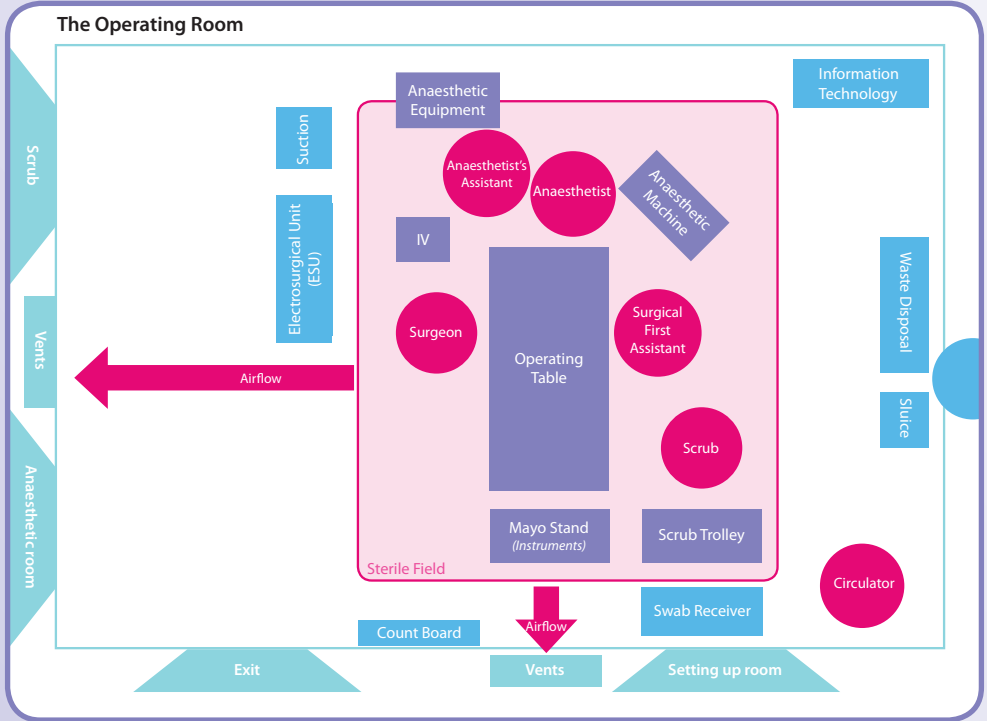 The Operating Room
Information
Technology
Anaesthetic
Equipment
Suction
Scrub
Anaesthetist's
Assistant
Anaesthetist
Anaesthetic
Machine
Electrosurgical Unit
(ESU)
IV
Waste Disposal
Surgeon
Surgical
First
Assistant
Vents
Operating
Table
Airflow
Sluice
Scrub
Anaesthetic room
Mayo Stand
(Instruments)
Scrub Trolley
Sterile Field
Circulator
Swab Receiver
Count Board
Airflow
Exit
Vents
Setting up room